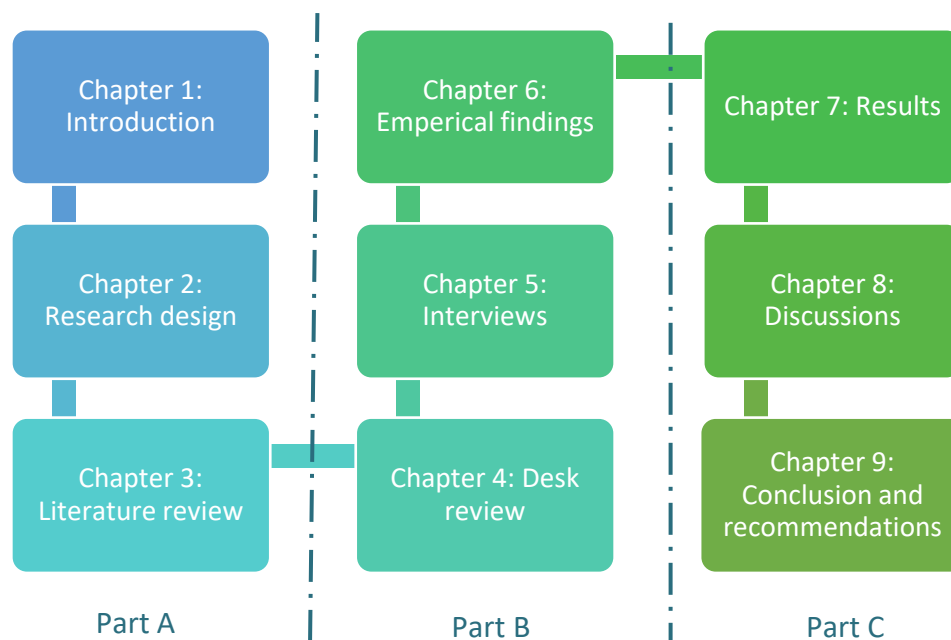 Chapter 1:
Introduction
Chapter 2:
Research design
Chapter 3:
Literature review
Part A
Chapter 6:
Emperical findings
Chapter 5:
Interviews
Chapter 4: Desk
review
Part B
Chapter 7: Results
Chapter 8:
Discussions
Chapter 9:
Conclusion and
recommendations
Part C